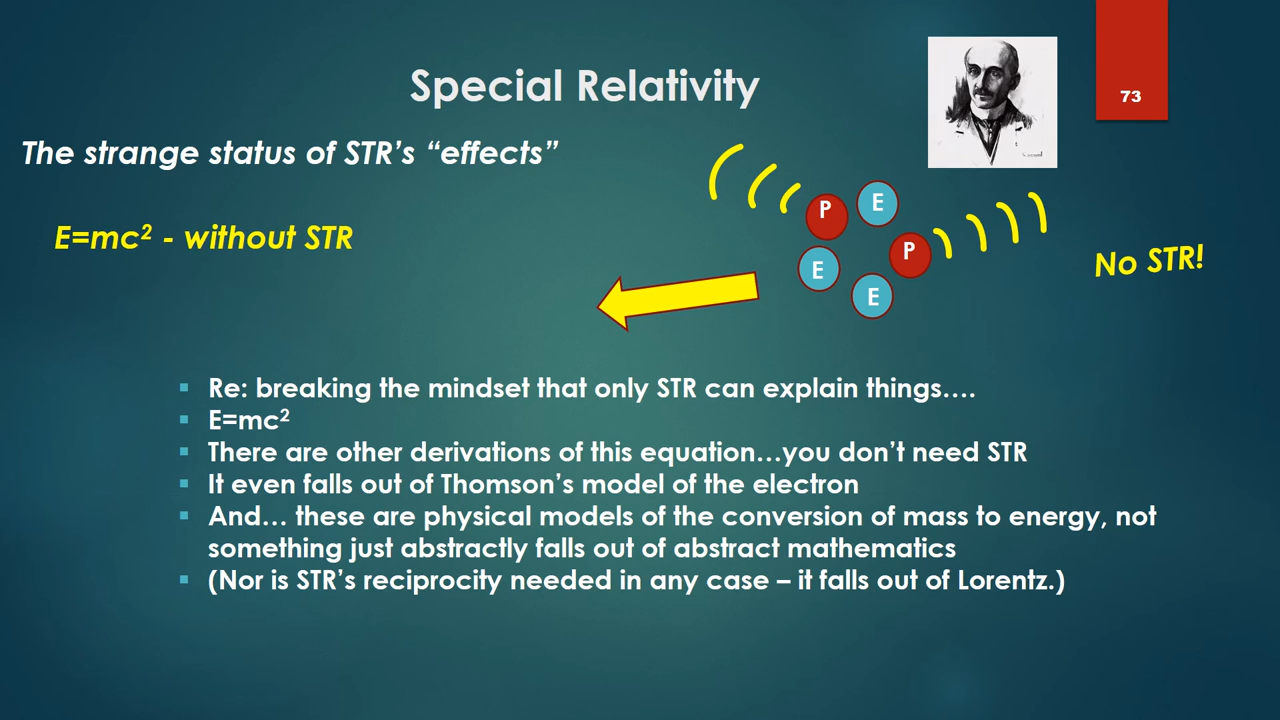 Special Relativity
73
The strange status of STR's “effects”
E=mc² - without STR
P
E
P
E
E
No STR!
▪ Re: breaking the mindset that only STR can explain things….
▪ E=mc²
▪ There are other derivations of this equation…you don't need STR
▪ It even falls out of Thomson's model of the electron
▪ And… these are physical models of the conversion of mass to energy, not
something just abstractly falls out of abstract mathematics
▪ (Nor is STR's reciprocity needed in any case – it falls out of Lorentz.)